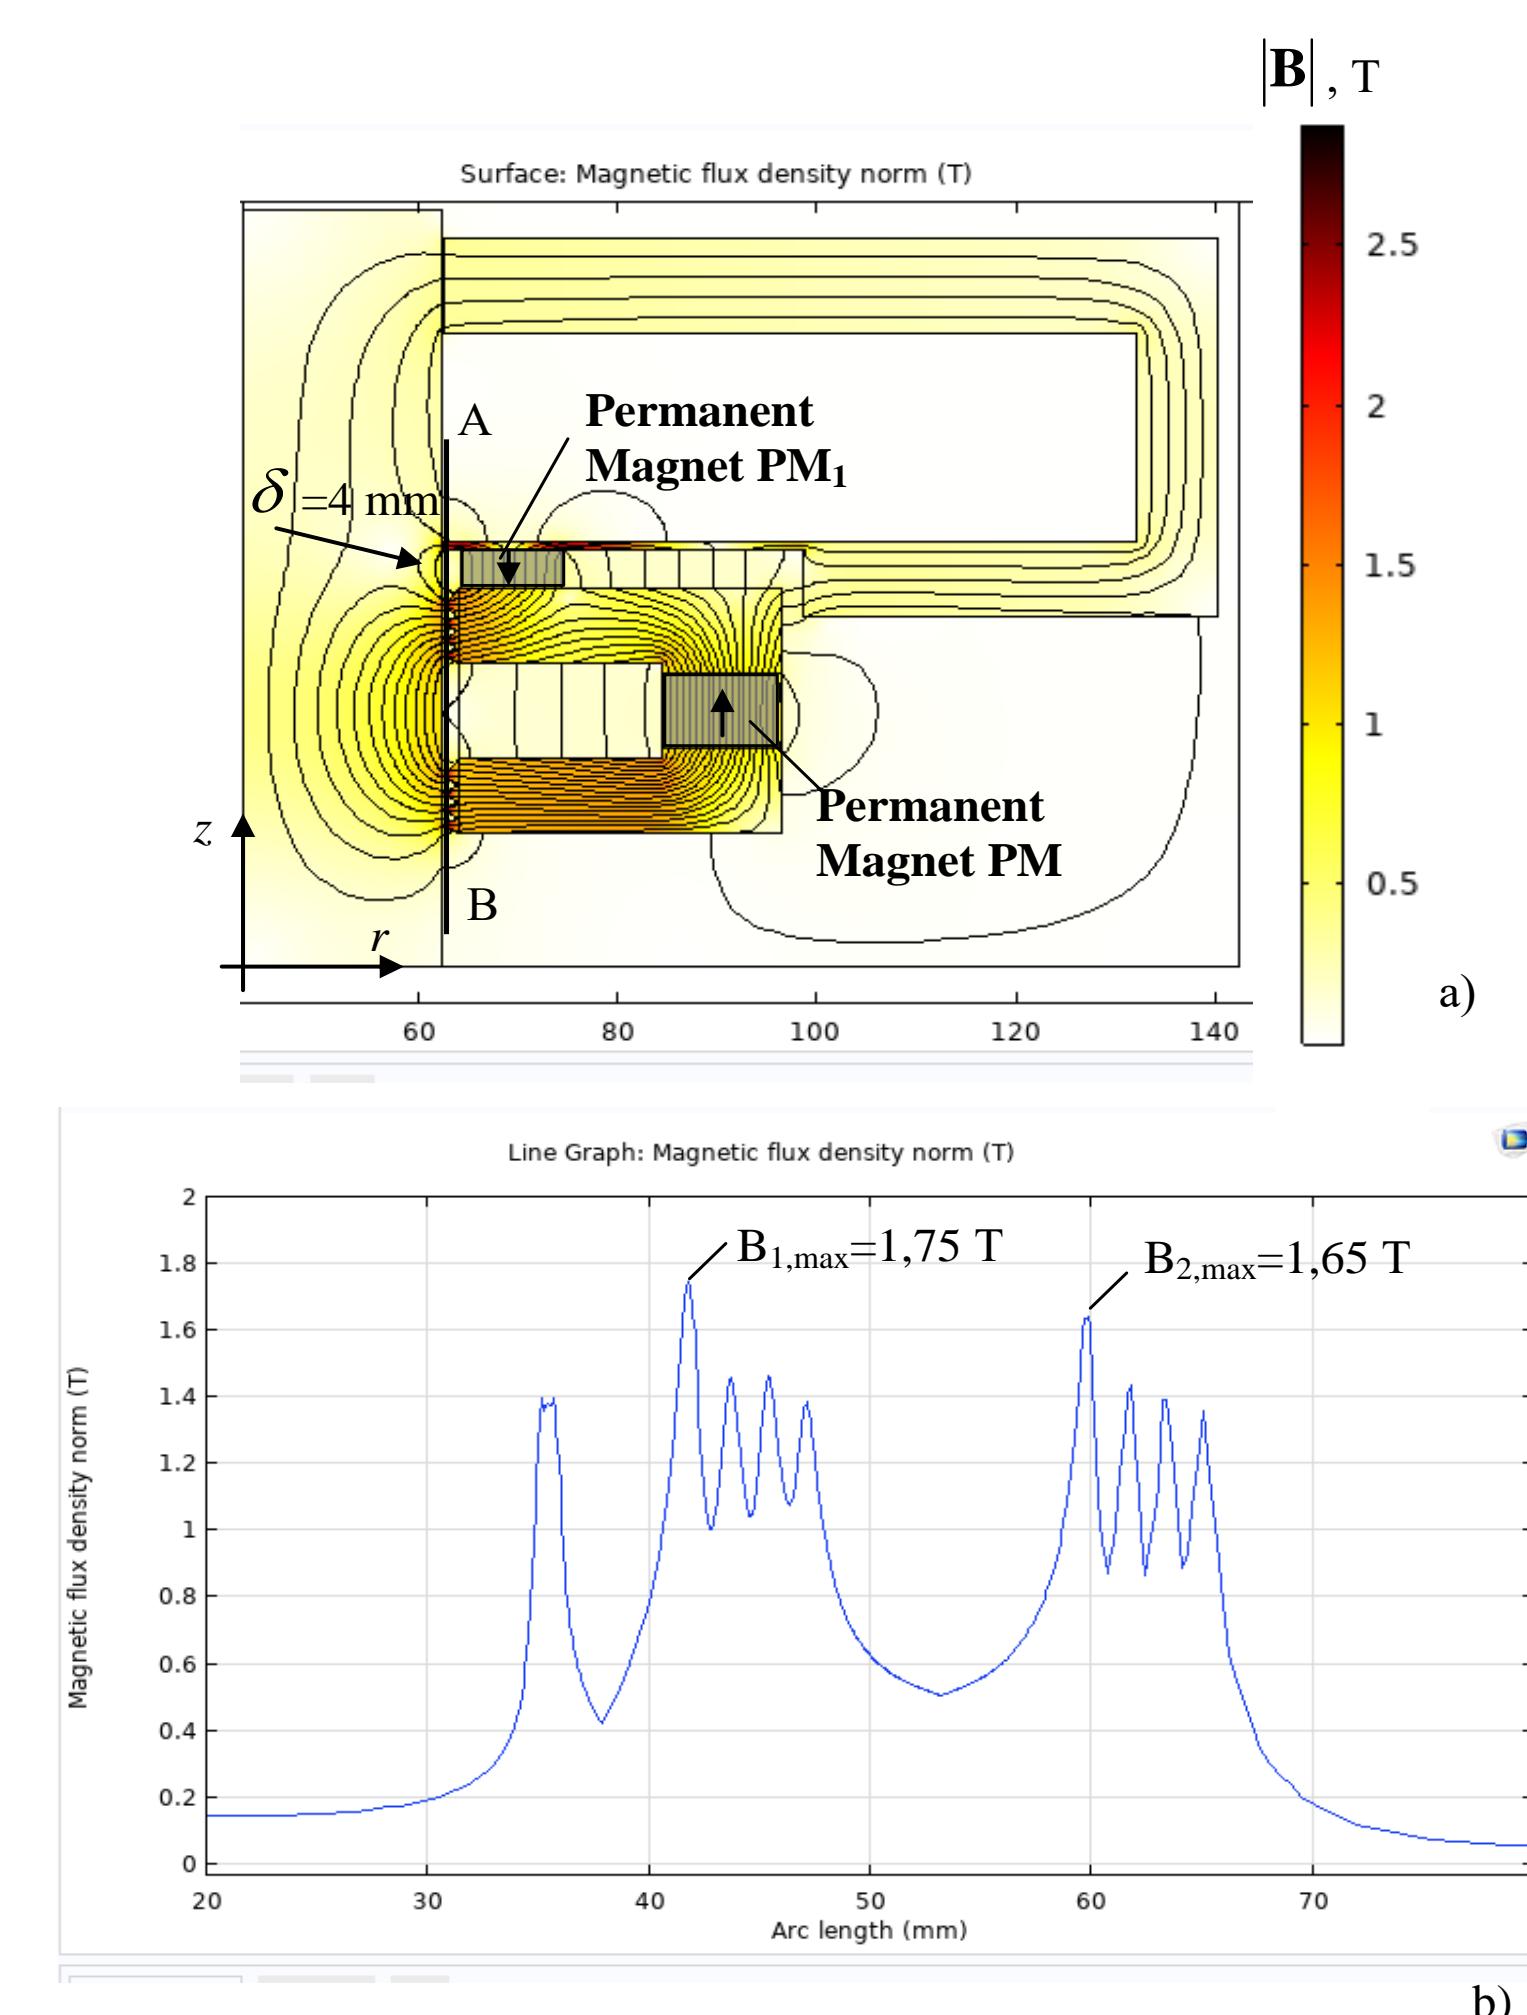 |B| , T
Surface: Magnetic flux density norm (T)
2.5
2
1.5
1
0.5
A
Permanent
Magnet PM1
δ =4 mm
Permanent
Magnet PM
z
B
r
a)
60 80 100 120 140
Line Graph: Magnetic flux density norm (T)
B1,max=1,75 T
B2,max=1,65 T
Magnetic flux density norm (T)
2
1.8
1.6
1.4
1.2
1
0.8
0.6
0.4
0.2
0
20 30 40 50 60 70
Arc length (mm)
b)